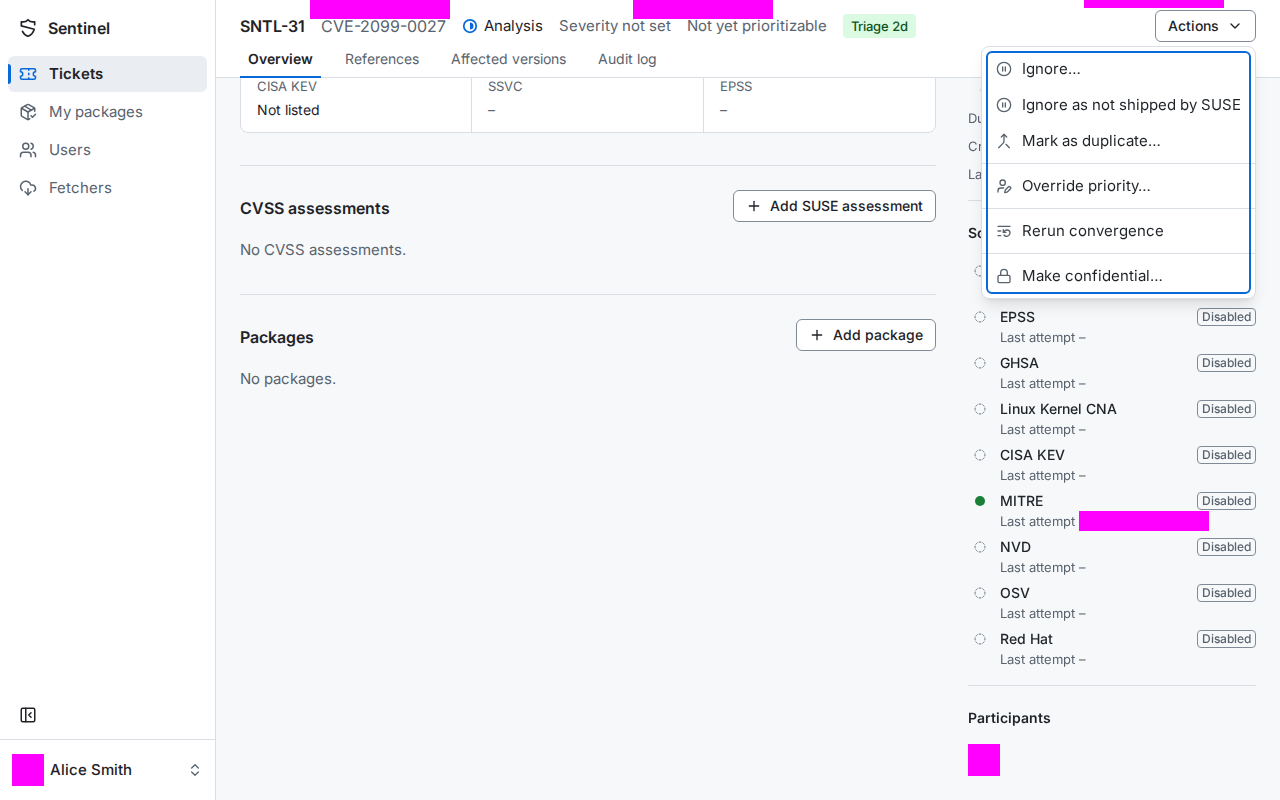 Sentinel
Tickets
My packages
Users
Fetchers
Alice Smith
SNTL-31 CVE-2099-0027 Analysis Severity not set Not yet prioritizable Triage 2d
Actions
Overview References Affected versions Audit log
CISA KEV SSVC EPSS
Not listed – –
CVSS assessments
Add SUSE assessment
No CVSS assessments.
Packages
Add package
No packages.
Ignore...
Ignore as not shipped by SUSE
Mark as duplicate...
Override priority...
Rerun convergence
Make confidential...
EPSS Disabled
Last attempt –
GHSA Disabled
Last attempt –
Linux Kernel CNA Disabled
Last attempt –
CISA KEV Disabled
Last attempt –
MITRE Disabled
Last attempt
NVD Disabled
Last attempt –
OSV Disabled
Last attempt –
Red Hat Disabled
Last attempt –
Participants